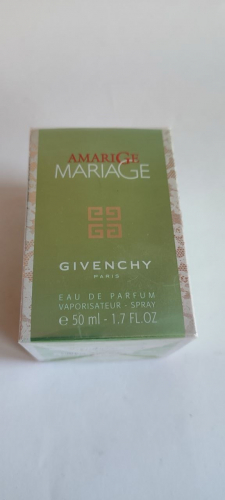 AMARIGE
MARIAGE
GIVENCHY
PARIS
EAU DE PARFUM
VAPORISATEUR - SPRAY
℮ 50 ml - 1.7 FL.OZ